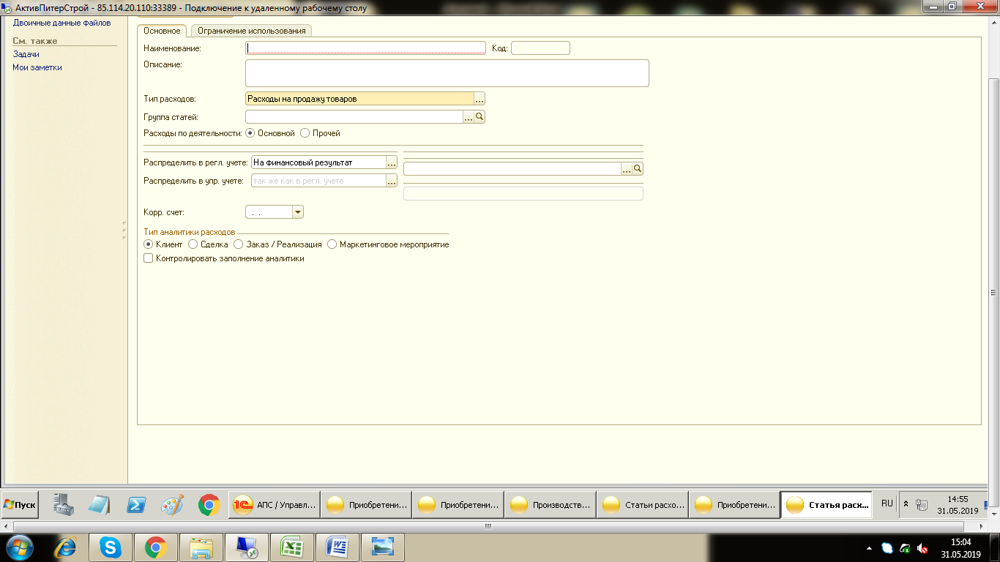 АктивПитерСтрой - 85.114.20.110:33389 - Подключение к удаленному рабочему столу
Двоичные данные файлов
См. также
Задачи
Мои заметки
Основное Ограничение использования
Наименование: Код:
Описание:
Тип расходов: Расходы на продажу товаров
Группа статей:
Расходы по деятельности: Основной Прочей
Распределить в регл. учете: На финансовый результат
Распределить в упр. учете: так же как в регл. учете
Корр. счет: . .
Тип аналитики расходов
Клиент Сделка Заказ / Реализация Маркетинговое мероприятие
Контролировать заполнение аналитики
Пуск АПС / Управл... Приобретени... Приобретени... Производств... Статьи расхо... Приобретени... Статья расх... RU 14:55
31.05.2019
15:04
31.05.2019